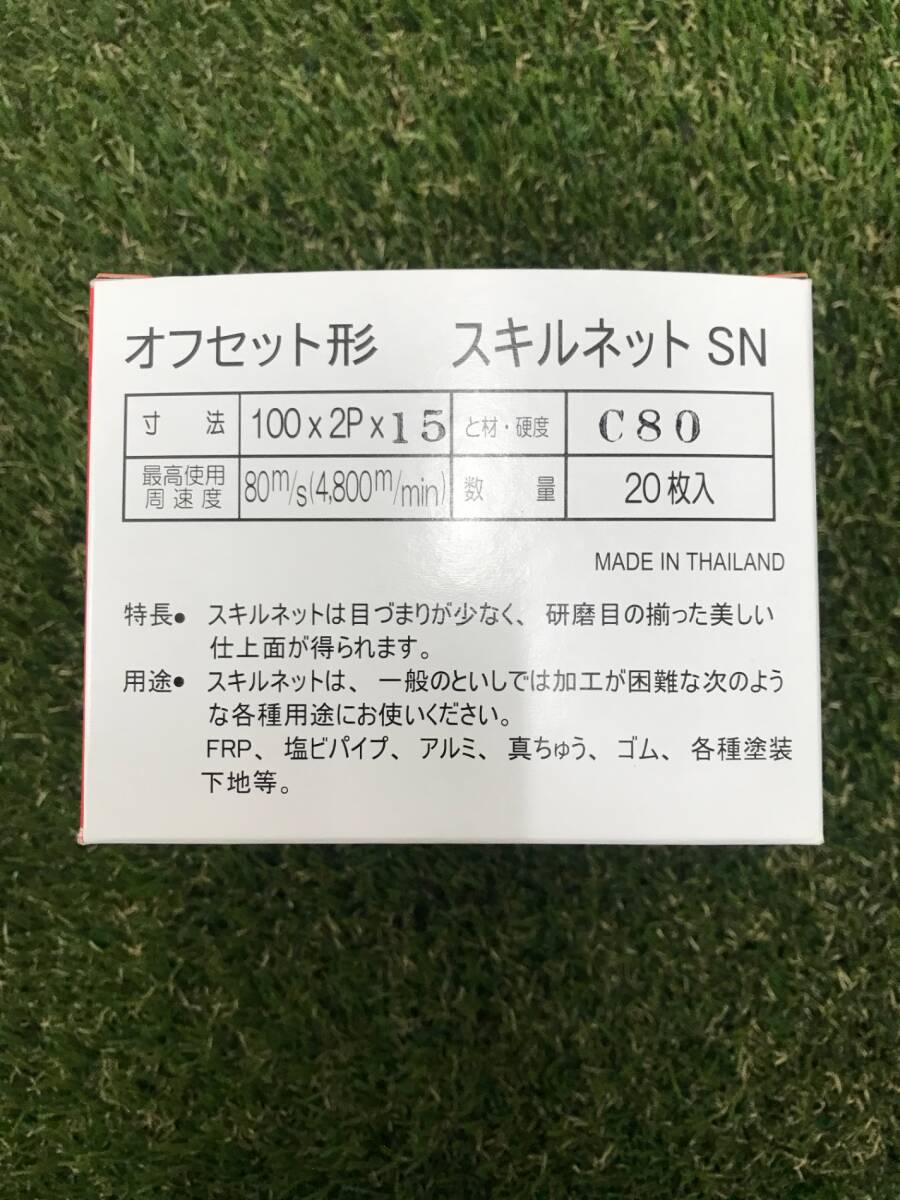 オフセット形 スキルネット SN
寸法 100 x 2P x 15 と材・硬度 C80
最高使用周速度 80m/s(4,800m/min) 数量 20枚入
MADE IN THAILAND
特長● スキルネットは目づまりが少なく、研磨目の揃った美しい
仕上面が得られます。
用途● スキルネットは、一般のといしでは加工が困難な次のよう
な各種用途にお使いください。
FRP、塩ビパイプ、アルミ、真ちゅう、ゴム、各種塗装
下地等。